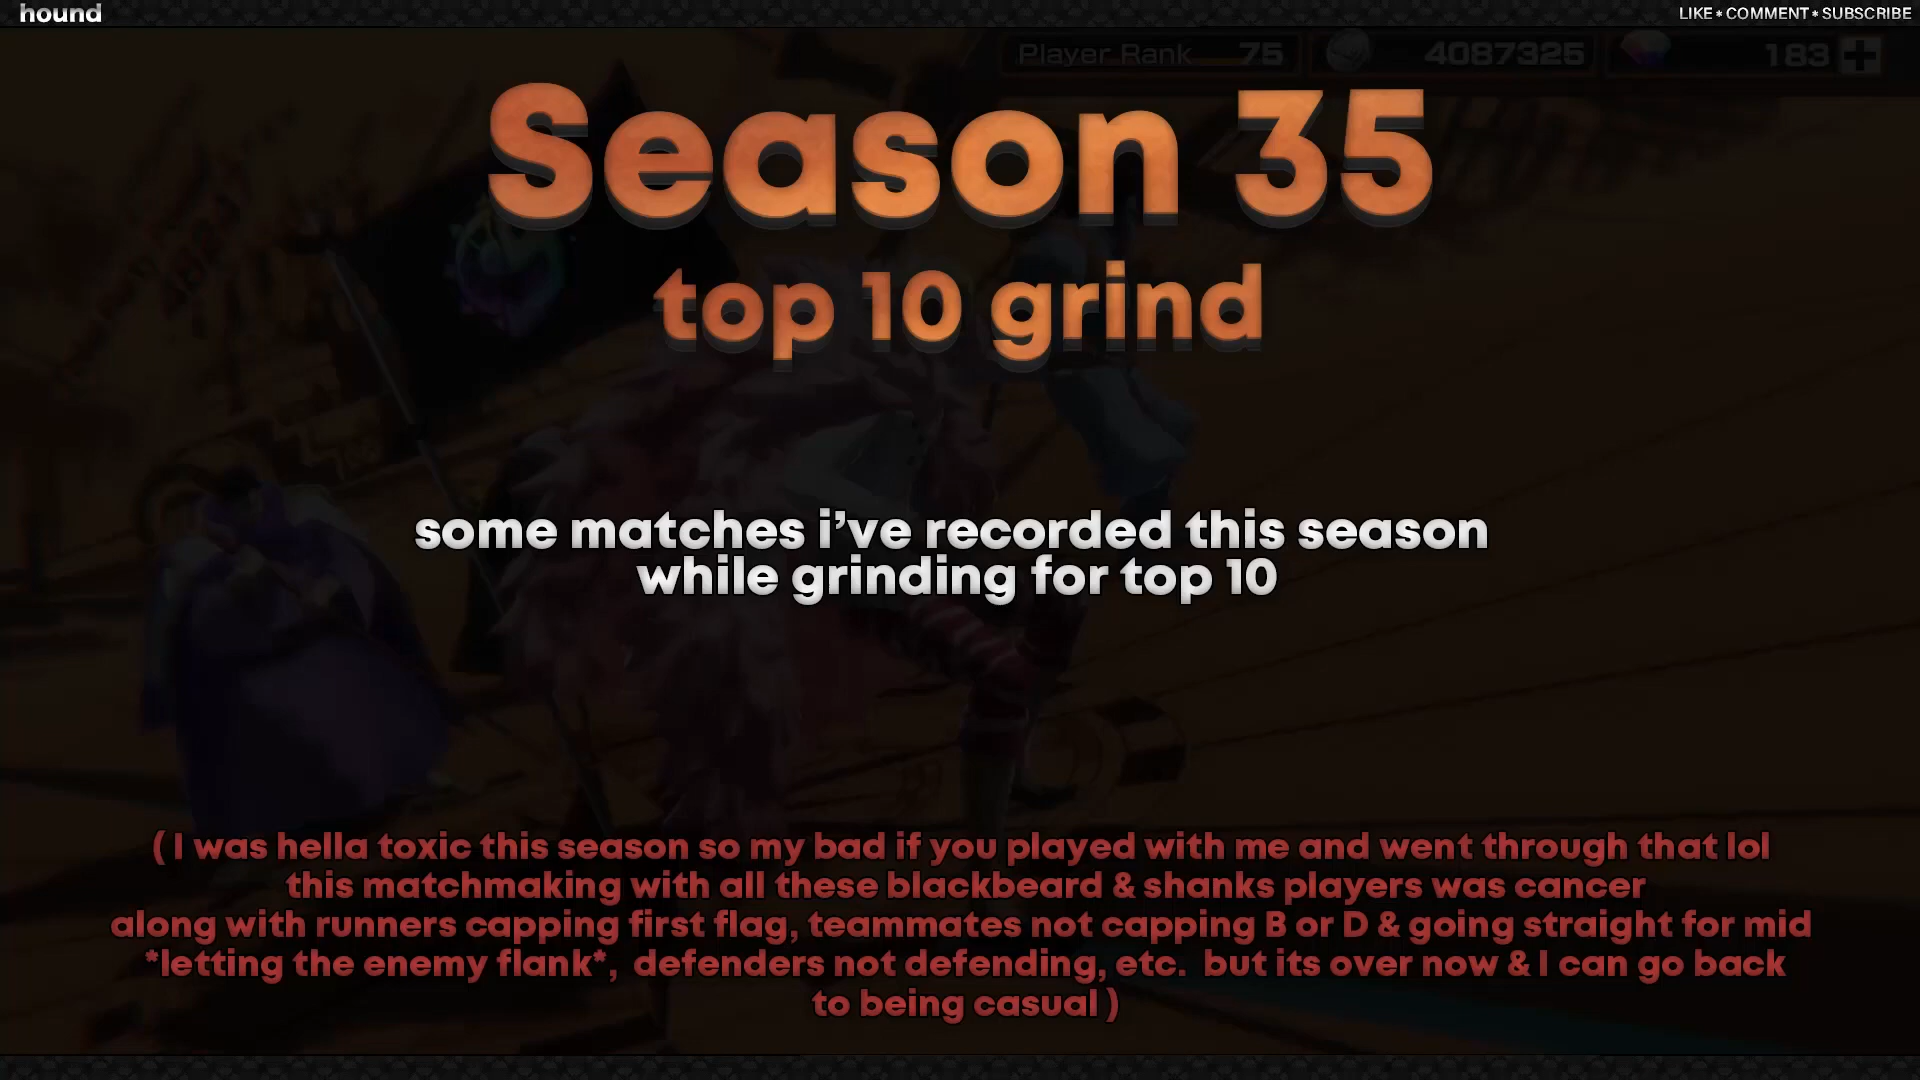 hound
LIKE * COMMENT * SUBSCRIBE
Player Rank 75 4087325 183
Season 35
top 10 grind
some matches i've recorded this season
while grinding for top 10
( I was hella toxic this season so my bad if you played with me and went through that lol
this matchmaking with all these blackbeard & shanks players was cancer
along with runners capping first flag, teammates not capping B or D & going straight for mid
*letting the enemy flank*, defenders not defending, etc. but its over now & I can go back
to being casual )